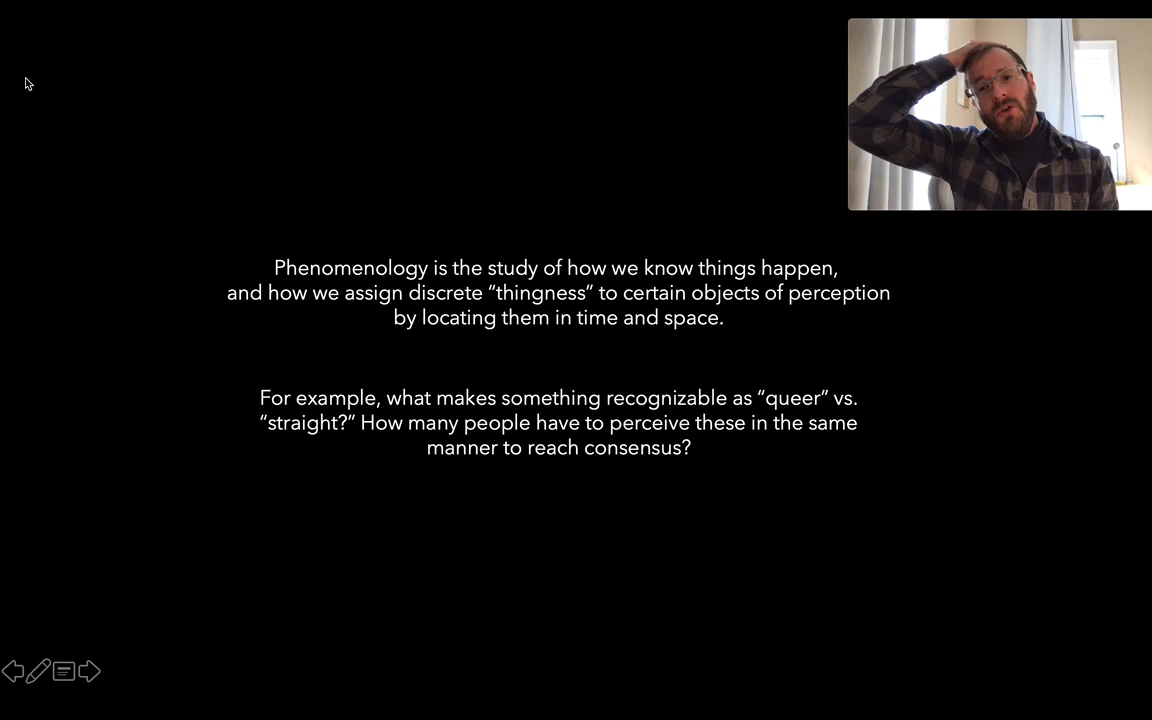 Phenomenology is the study of how we know things happen,
and how we assign discrete “thingness” to certain objects of perception
by locating them in time and space.
For example, what makes something recognizable as “queer” vs.
“straight?” How many people have to perceive these in the same
manner to reach consensus?